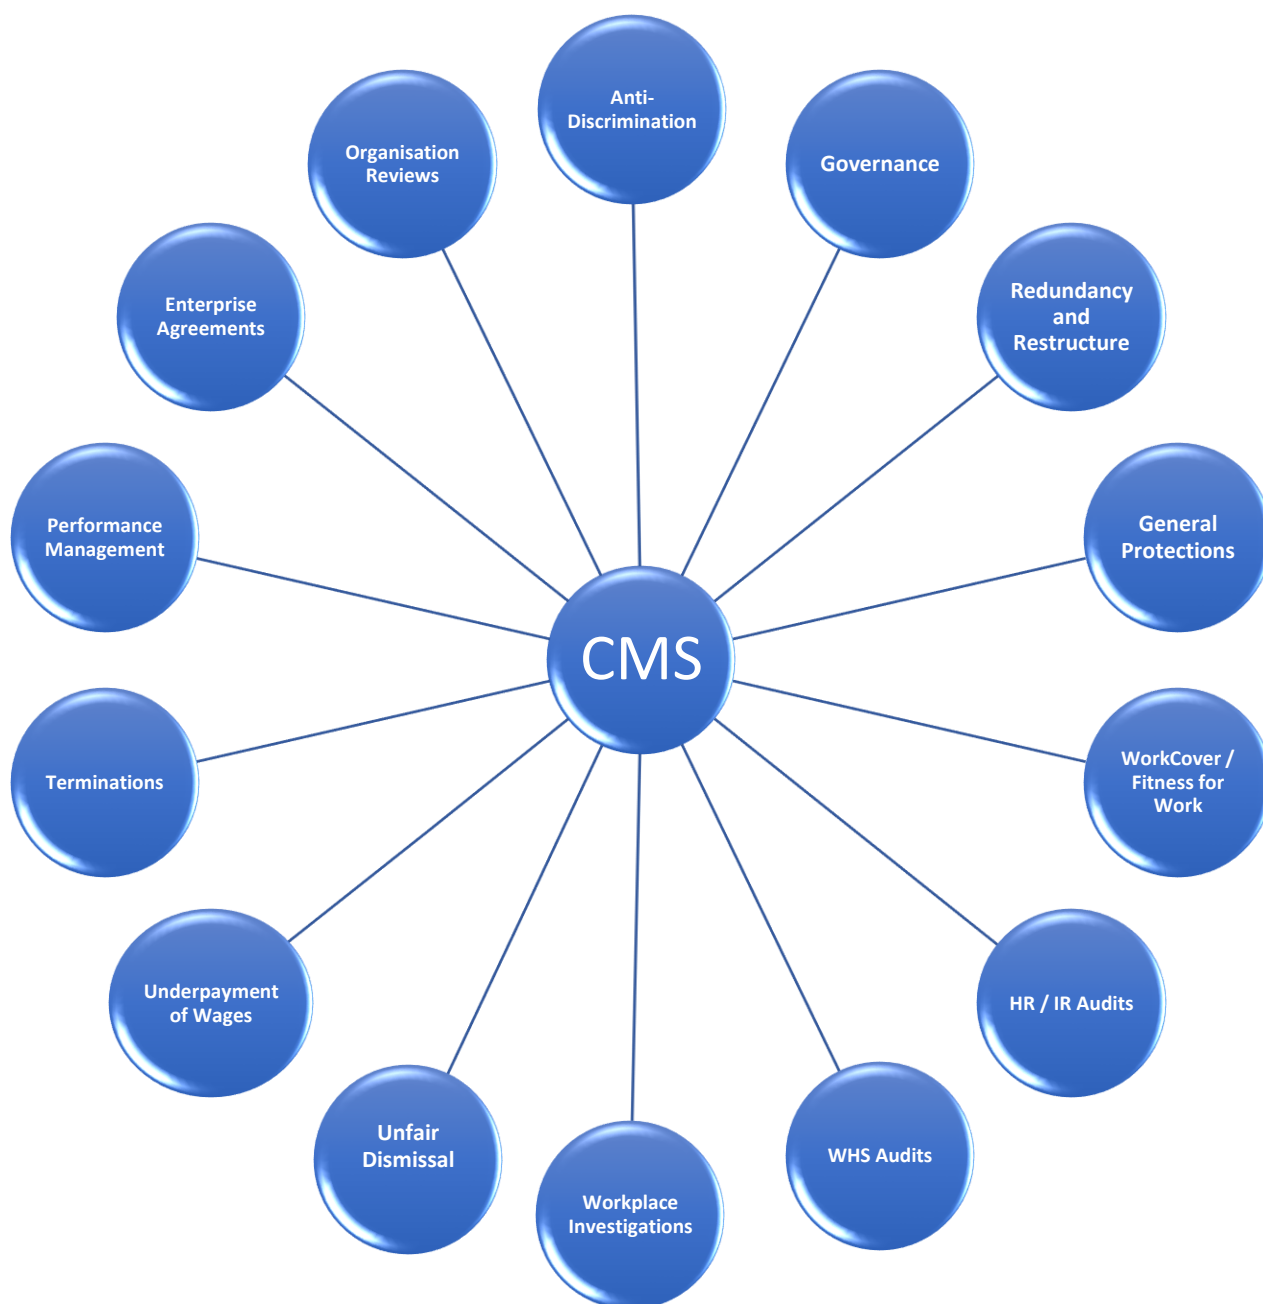 Anti-
Discrimination
Governance
Redundancy
and
Restructure
General
Protections
WorkCover /
Fitness for
Work
HR / IR Audits
WHS Audits
Workplace
Investigations
Unfair
Dismissal
Underpayment
of Wages
Terminations
Performance
Management
Enterprise
Agreements
Organisation
Reviews
CMS